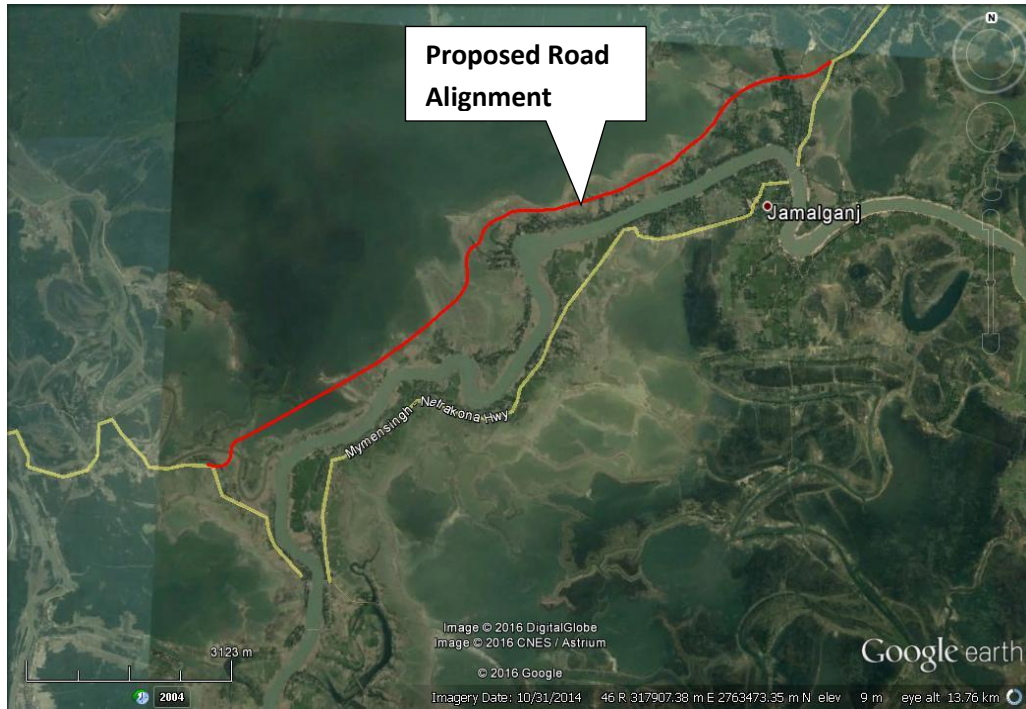 N
Proposed Road
Alignment
Jamalganj
Mymensingh - Netrakona Hwy
Image © 2016 DigitalGlobe
Image © 2016 CNES / Astrium
© 2016 Google
Google earth
3123 m
2004
Imagery Date: 10/31/2014 46 R 317907.38 m E 2763473.35 m N elev 9 m eye alt 13.76 km